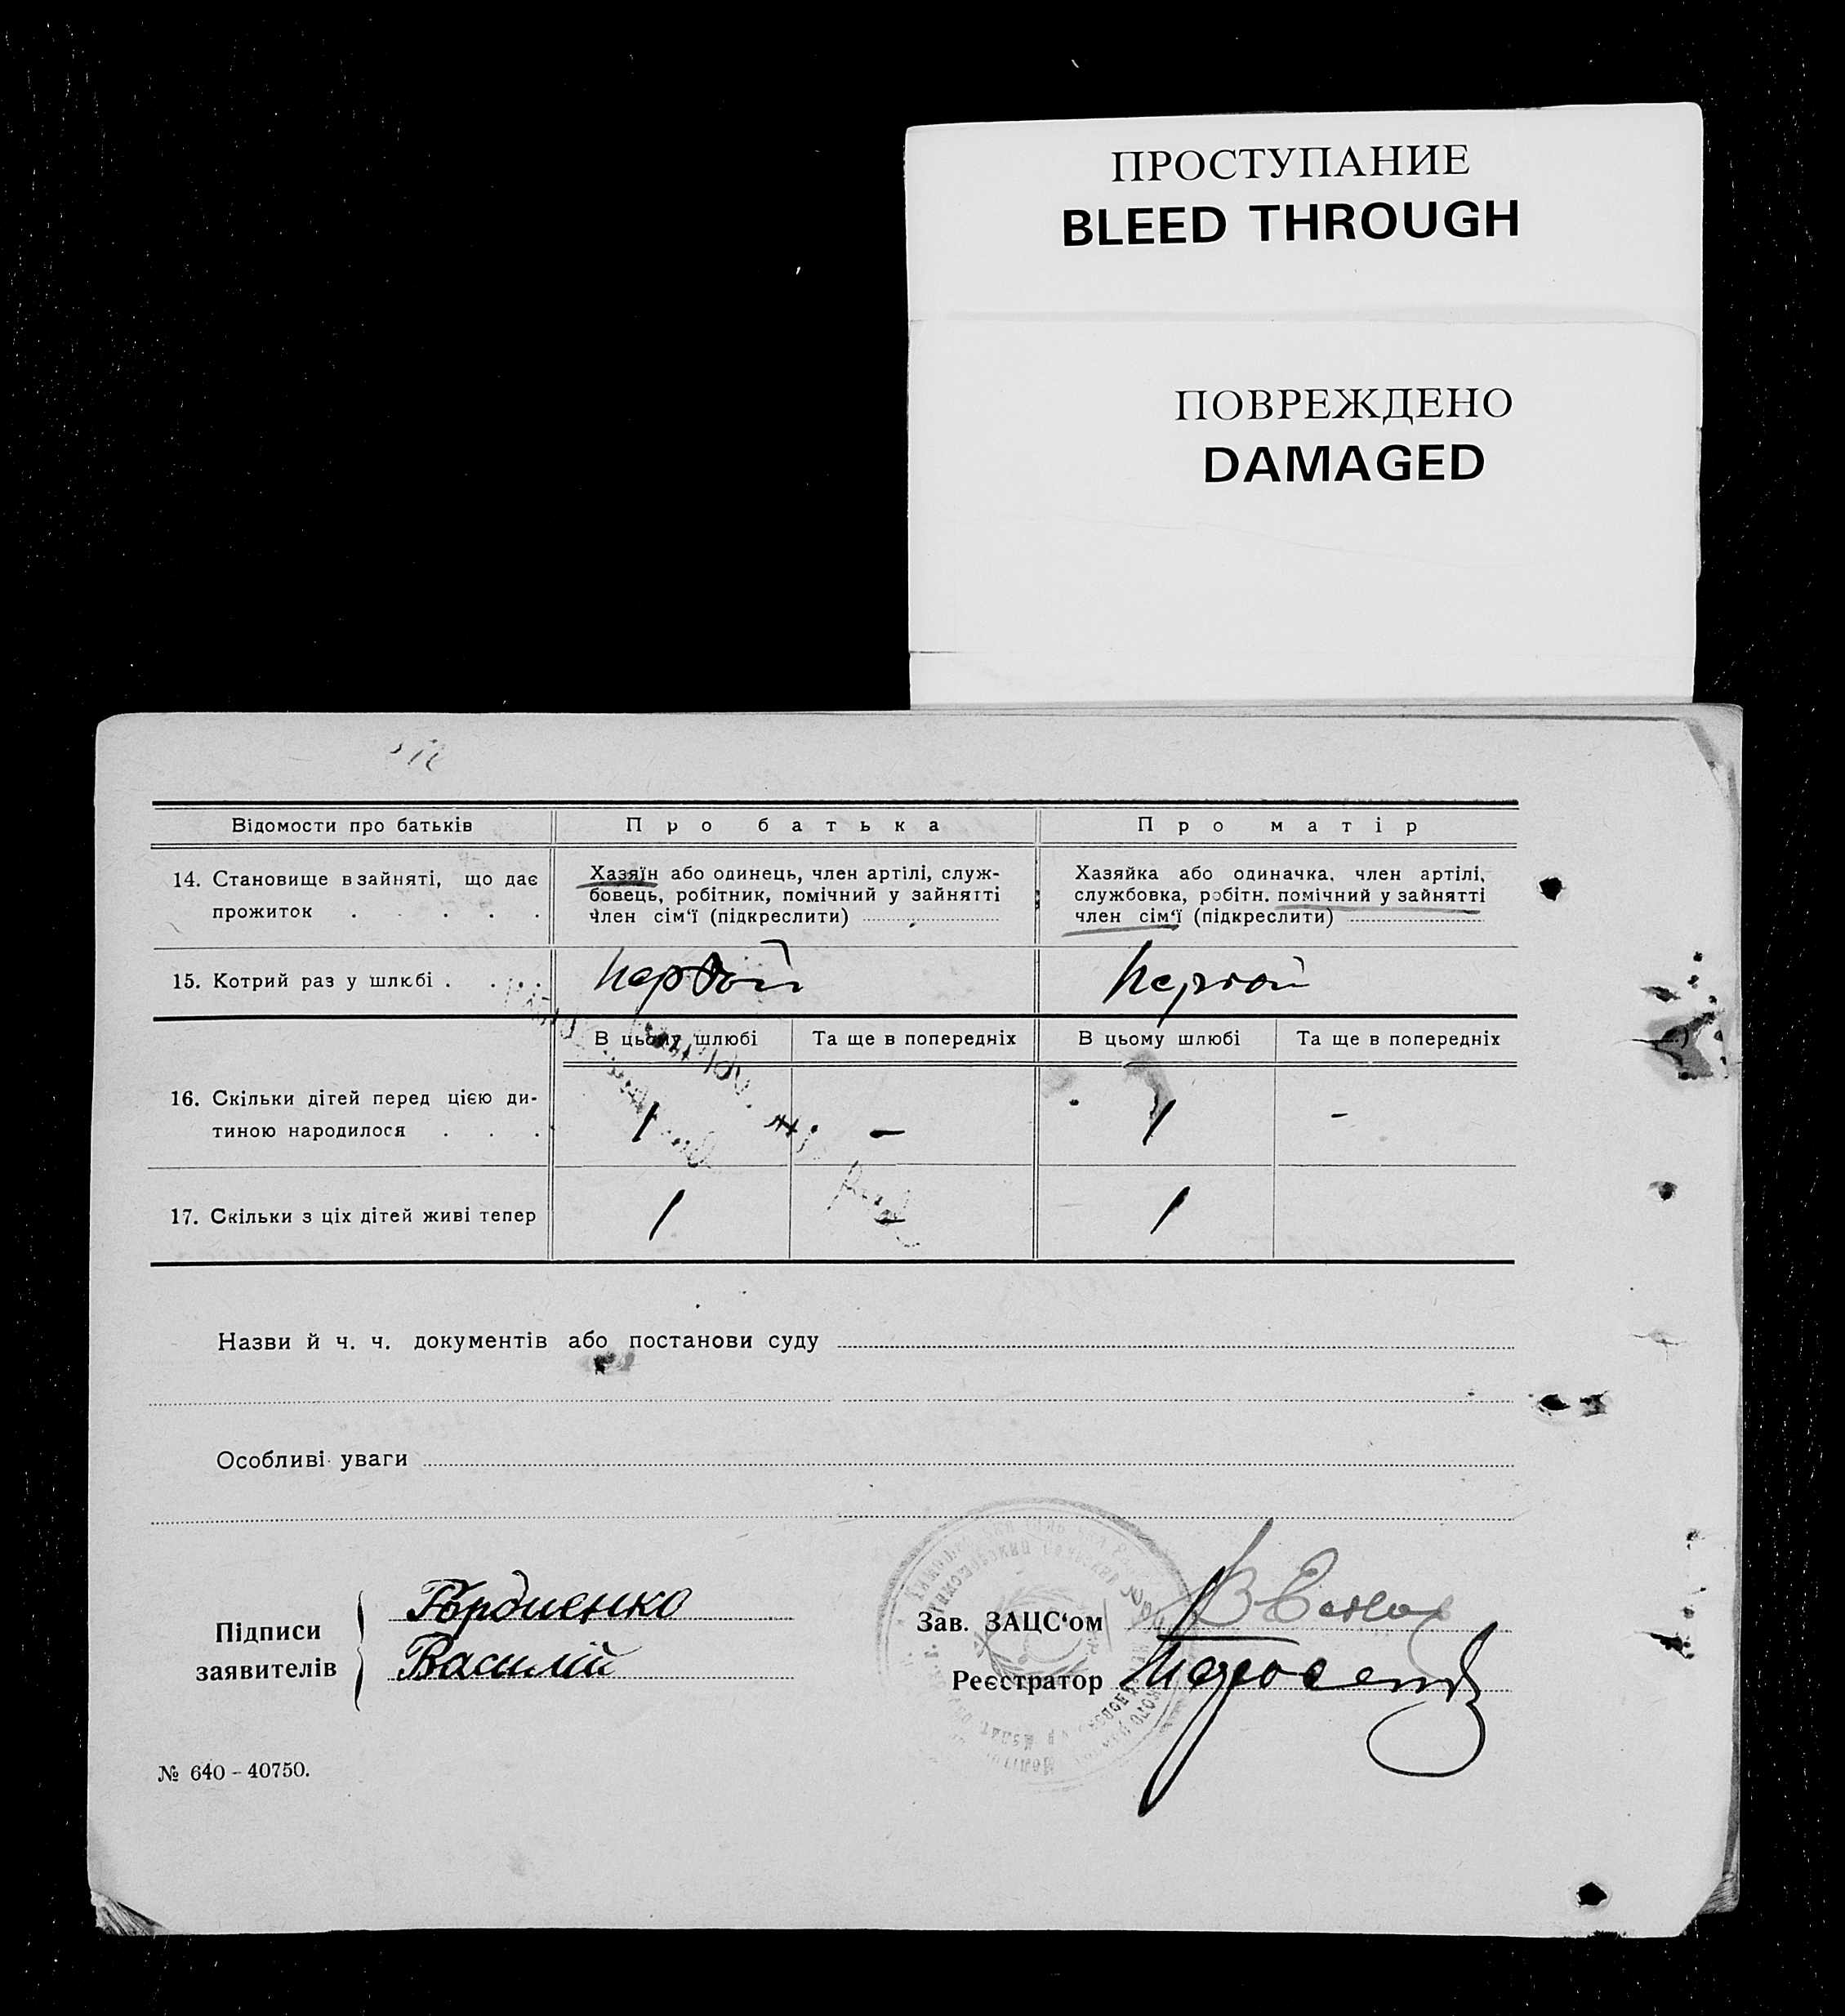 ПРОСТУПАНИЕ
BLEED THROUGH
ПОВРЕЖДЕНО
DAMAGED
Відомости про батьків
Про батька
Про матір
14. Становище в зайняті, що дає
прожиток . . . . .
Хазяїн або одинець, член артілі, служ-
бовець, робітник, помічний у зайнятті
член сім‘ї (підкреслити)
Хазяйка або одиначка, член артілі,
службовка, робітн. помічний у зайнятті
член сім‘ї (підкреслити)
15. Котрий раз у шлюбі . . . .
первой
первой
В цьому шлюбі
Та ще в попередніх
В цьому шлюбі
Та ще в попередніх
16. Скільки дітей перед цією ди-
тиною народилося . . .
1
-
1
-
17. Скільки з ціх дітей живі тепер
1
1
Назви й ч. ч. документів або постанови суду
Особливі уваги
Підписи
заявителів
Гордиенко
Василій
Зав. ЗАЦС‘ом
Реєстратор
№ 640 - 40750.